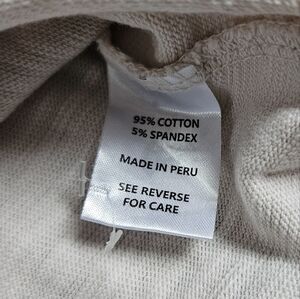 95% COTTON
5% SPANDEX
MADE IN PERU
SEE REVERSE
FOR CARE